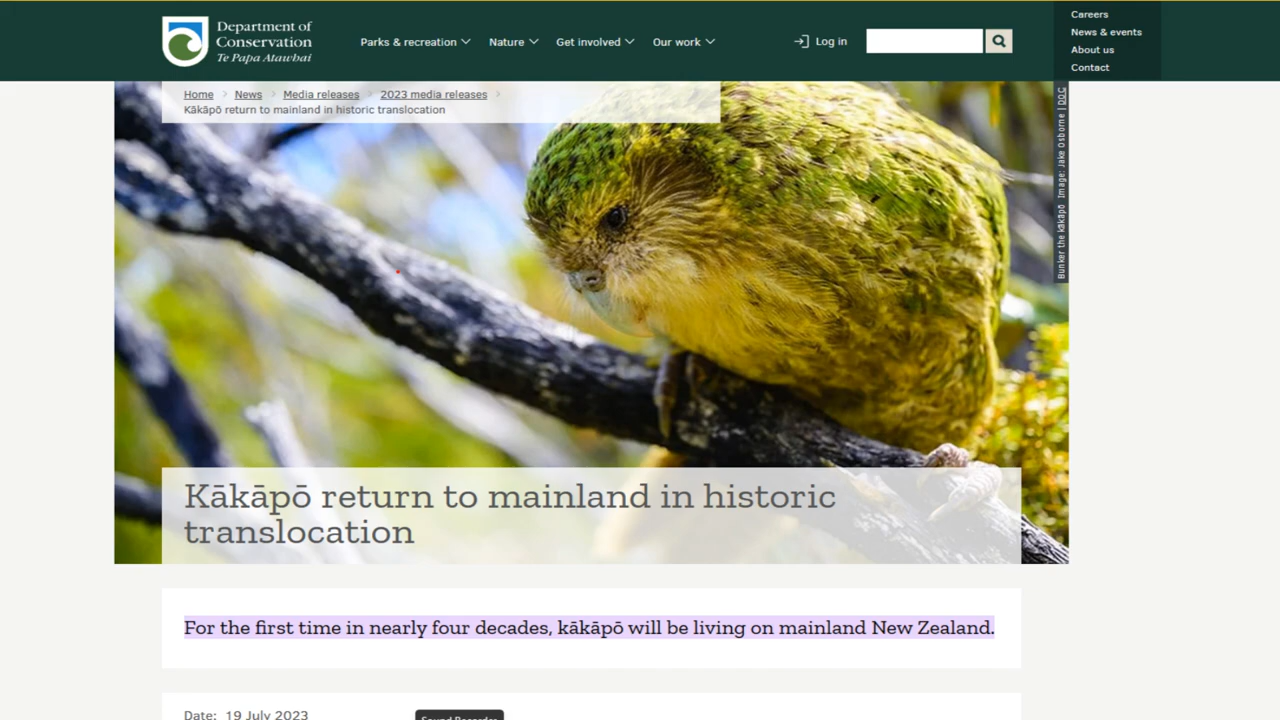 Department of
Conservation
Te Papa Atawhai
Parks & recreation
Nature
Get involved
Our work
Log in
Careers
News & events
About us
Contact
Home > News > Media releases > 2023 media releases >
Kākāpō return to mainland in historic translocation
Bunker the kākāpō Image: Jake Osborne | DOC
Kākāpō return to mainland in historic
translocation
For the first time in nearly four decades, kākāpō will be living on mainland New Zealand.
Date: 19 July 2023
Sound Recorder